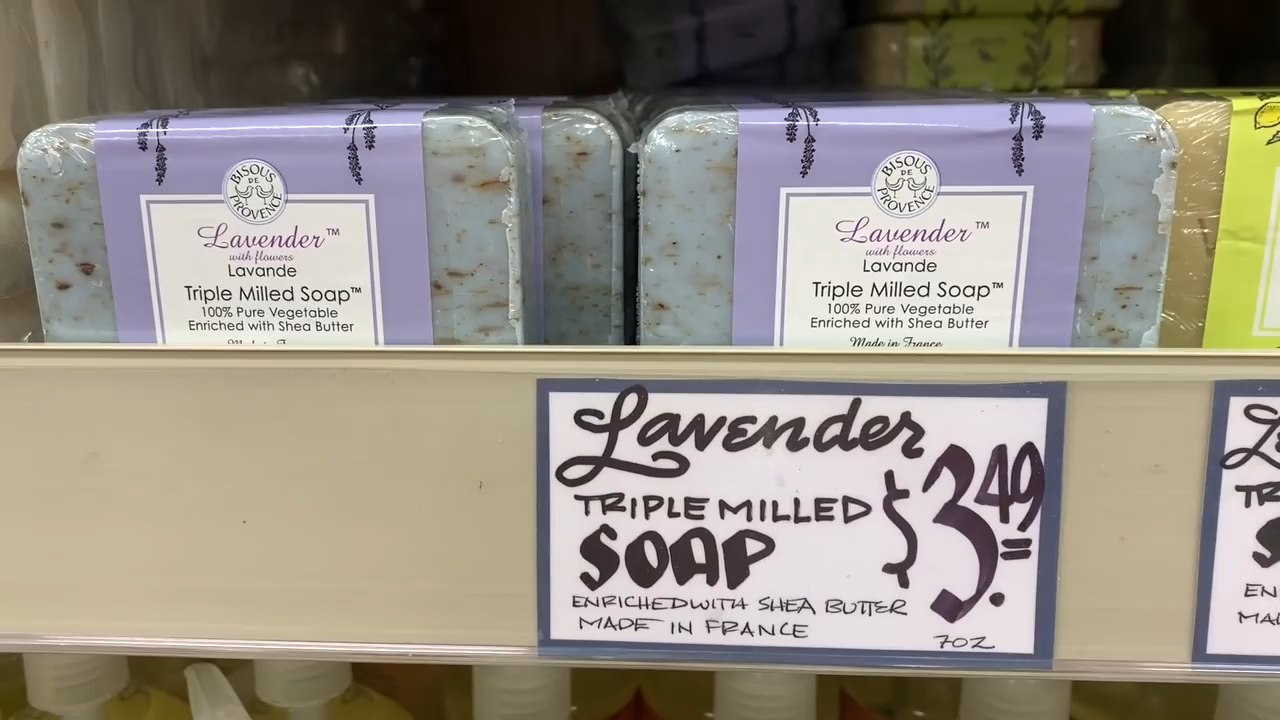 BISOUS
DE
PROVENCE
Lavender™
with flowers
Lavande
Triple Milled Soap™
100% Pure Vegetable
Enriched with Shea Butter
BISOUS
DE
PROVENCE
Lavender™
with flowers
Lavande
Triple Milled Soap™
100% Pure Vegetable
Enriched with Shea Butter
Made in France
Lavender
TRIPLE MILLED
SOAP
$3.49
ENRICHED WITH SHEA BUTTER
MADE IN FRANCE
7OZ